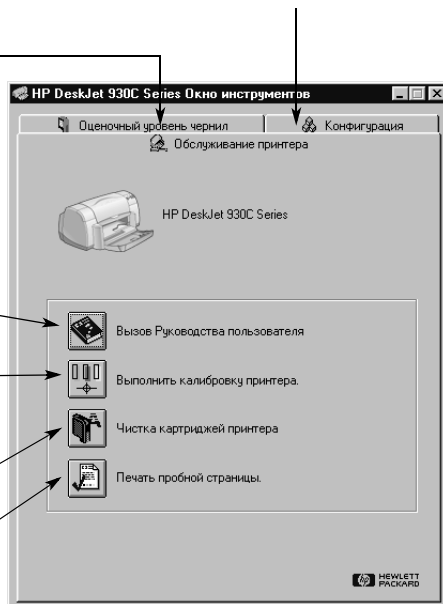 HP DeskJet 930C Series Окно инструментов
Оценочный уровень чернил
Конфигурация
Обслуживание принтера
HP DeskJet 930C Series
Вызов Руководства пользователя
Выполнить калибровку принтера.
Чистка картриджей принтера
Печать пробной страницы.
hp HEWLETT
PACKARD